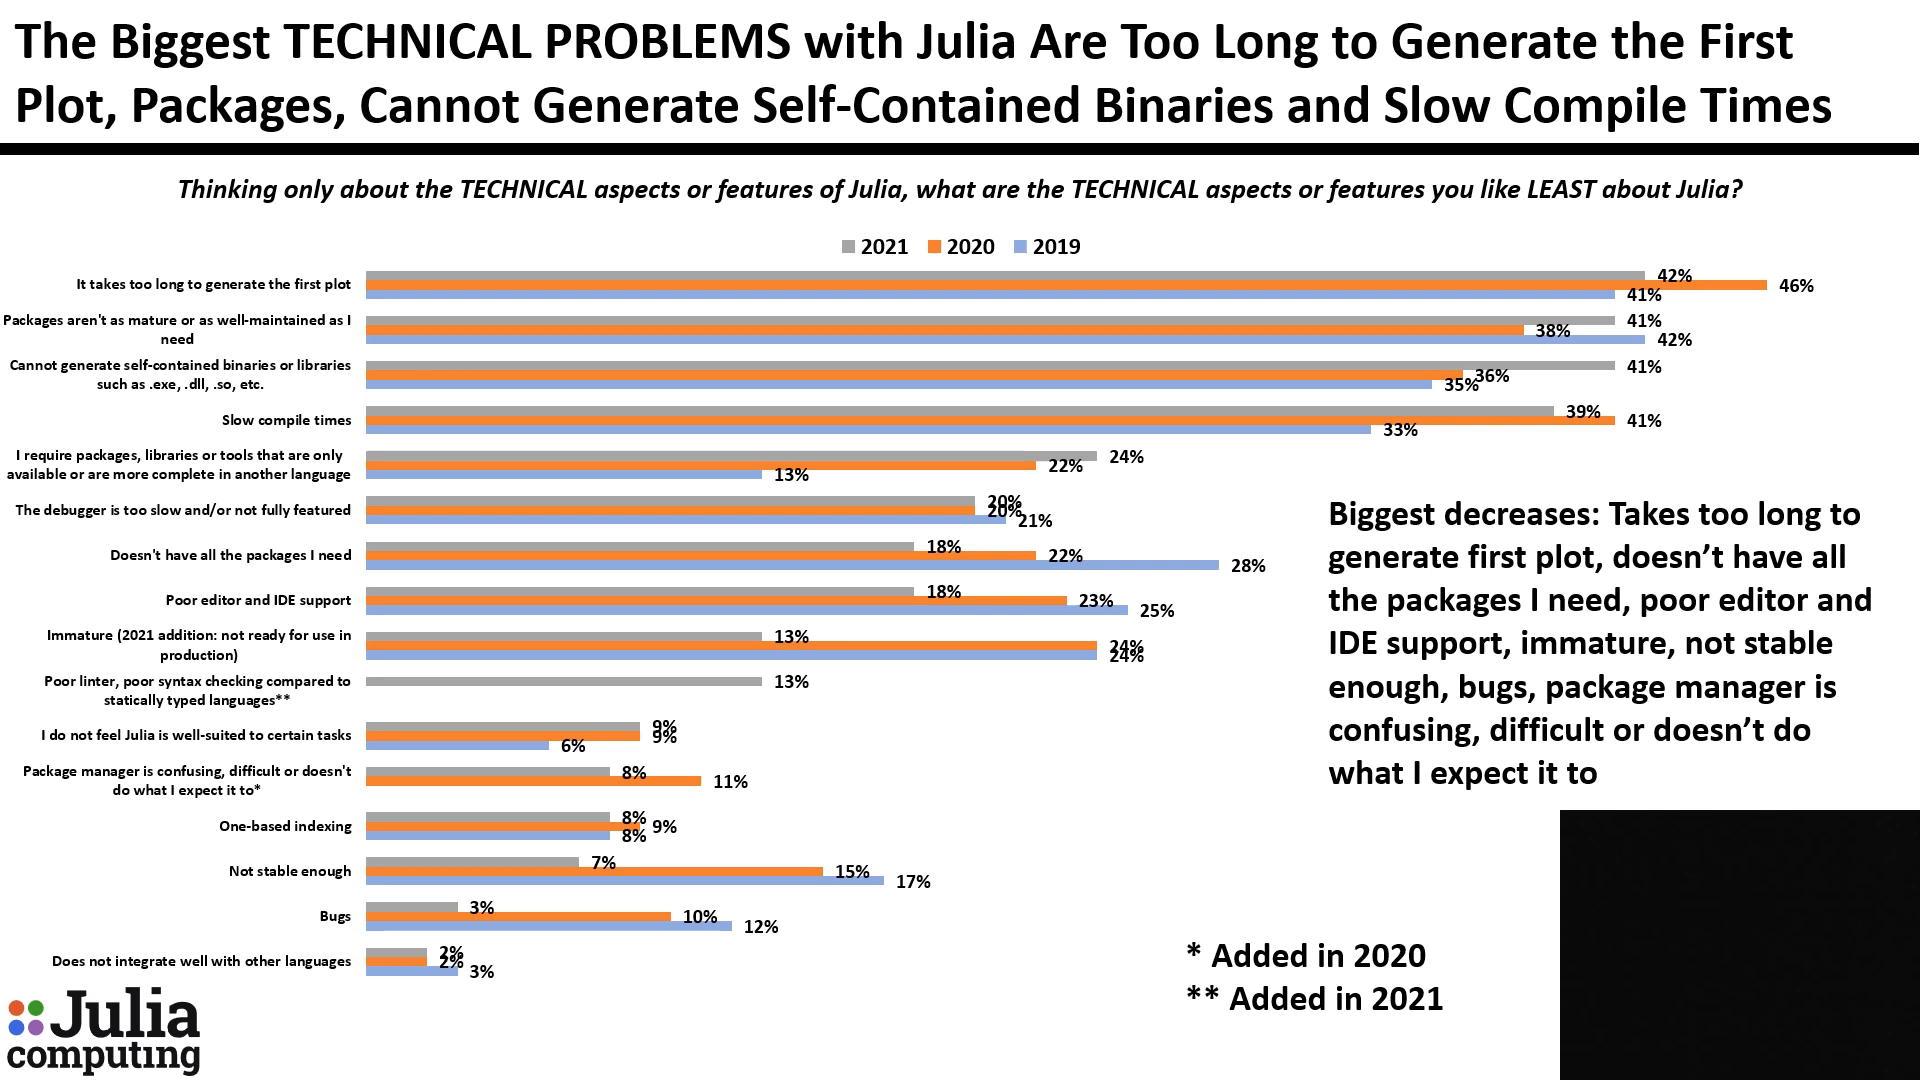 The Biggest TECHNICAL PROBLEMS with Julia Are Too Long to Generate the First
Plot, Packages, Cannot Generate Self-Contained Binaries and Slow Compile Times
Thinking only about the TECHNICAL aspects or features of Julia, what are the TECHNICAL aspects or features you like LEAST about Julia?
2021 2020 2019
It takes too long to generate the first plot
42%
46%
41%
Packages aren't as mature or as well-maintained as I
need
41%
38%
42%
Cannot generate self-contained binaries or libraries
such as .exe, .dll, .so, etc.
41%
36%
35%
Slow compile times
39%
41%
33%
I require packages, libraries or tools that are only
available or are more complete in another language
24%
22%
13%
The debugger is too slow and/or not fully featured
20%
20%
21%
Doesn't have all the packages I need
18%
22%
28%
Poor editor and IDE support
18%
23%
25%
Immature (2021 addition: not ready for use in
production)
13%
24%
24%
Poor linter, poor syntax checking compared to
statically typed languages**
13%
I do not feel Julia is well-suited to certain tasks
9%
9%
6%
Package manager is confusing, difficult or doesn't
do what I expect it to*
8%
11%
One-based indexing
8%
9%
8%
Not stable enough
7%
15%
17%
Bugs
3%
10%
12%
Does not integrate well with other languages
2%
2%
3%
Biggest decreases: Takes too long to
generate first plot, doesn’t have all
the packages I need, poor editor and
IDE support, immature, not stable
enough, bugs, package manager is
confusing, difficult or doesn’t do
what I expect it to
* Added in 2020
** Added in 2021
Julia
computing